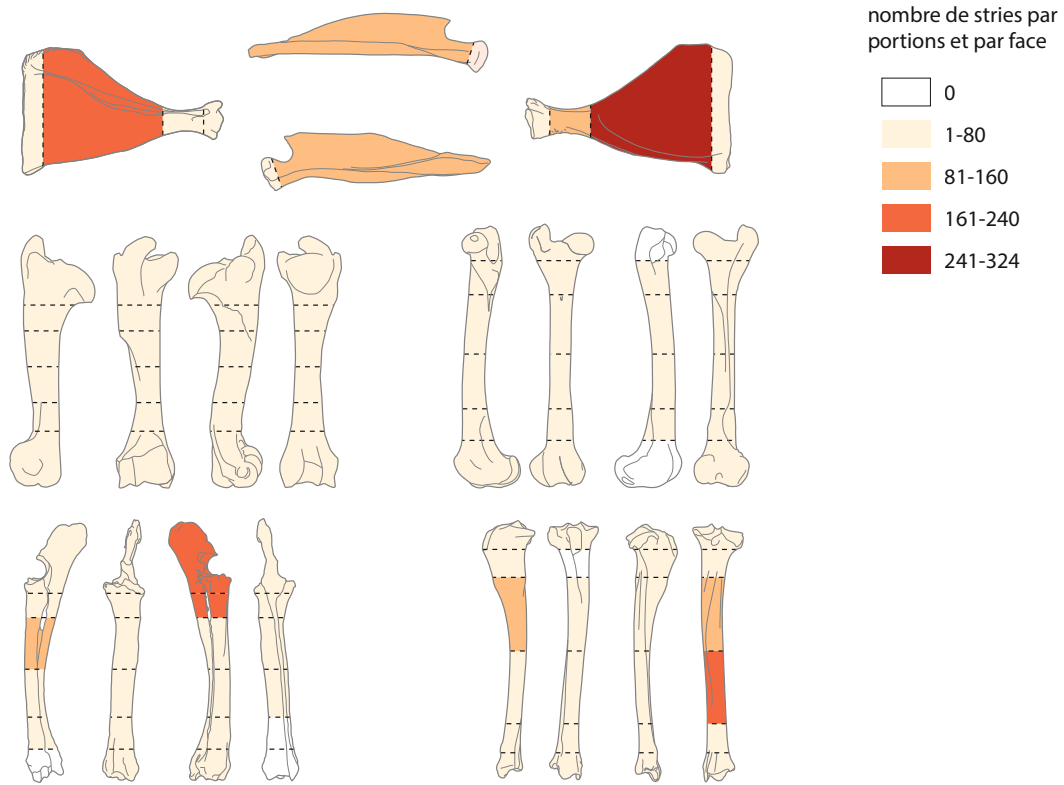 nombre de stries par
portions et par face
0
1-80
81-160
161-240
241-324